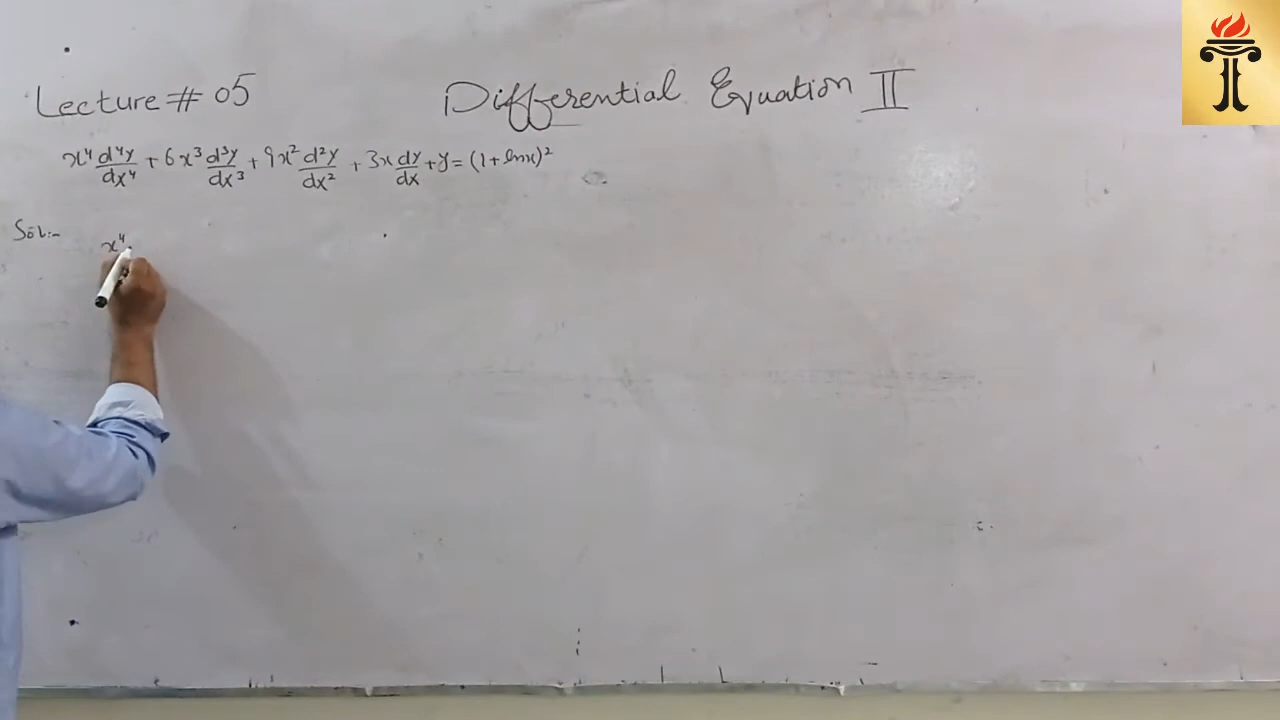 Lecture # 05
Differential Equation II
x⁴ d⁴y/dx⁴ + 6x³ d³y/dx³ + 9x² d²y/dx² + 3x dy/dx + y = (1 + lnx)²
Sol:-
x⁴